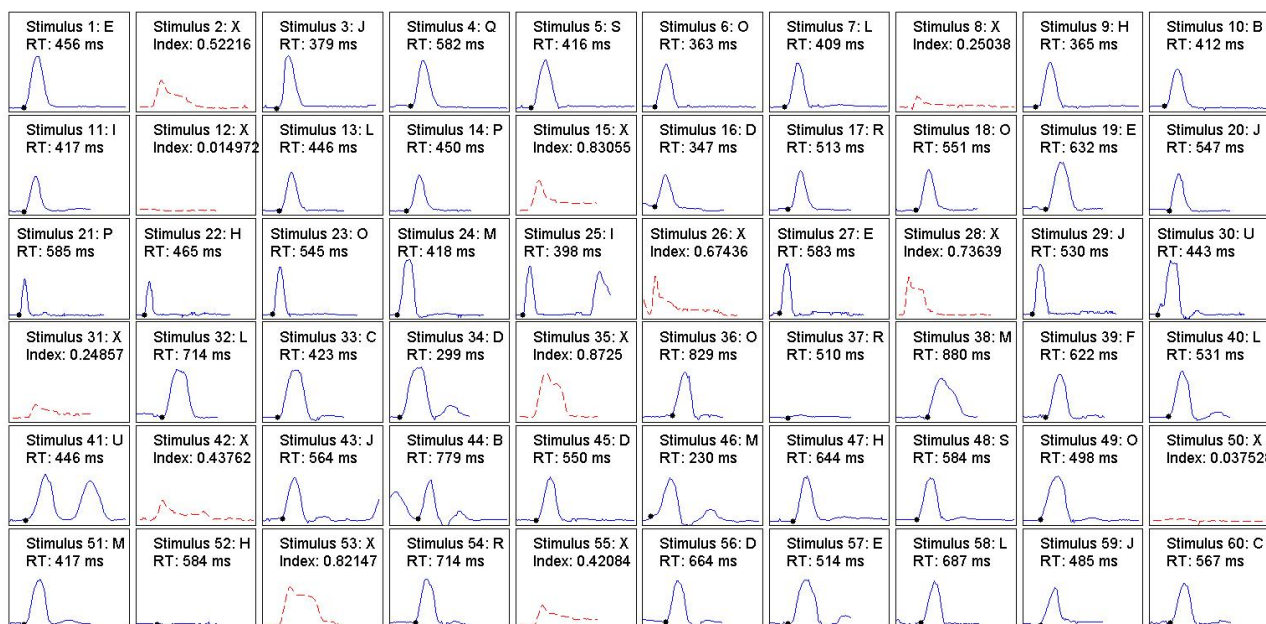 Stimulus 1: E
RT: 456 ms
Stimulus 2: X
Index: 0.52216
Stimulus 3: J
RT: 379 ms
Stimulus 4: Q
RT: 582 ms
Stimulus 5: S
RT: 416 ms
Stimulus 6: O
RT: 363 ms
Stimulus 7: L
RT: 409 ms
Stimulus 8: X
Index: 0.25038
Stimulus 9: H
RT: 365 ms
Stimulus 10: B
RT: 412 ms
Stimulus 11: I
RT: 417 ms
Stimulus 12: X
Index: 0.014972
Stimulus 13: L
RT: 446 ms
Stimulus 14: P
RT: 450 ms
Stimulus 15: X
Index: 0.83055
Stimulus 16: D
RT: 347 ms
Stimulus 17: R
RT: 513 ms
Stimulus 18: O
RT: 551 ms
Stimulus 19: E
RT: 632 ms
Stimulus 20: J
RT: 547 ms
Stimulus 21: P
RT: 585 ms
Stimulus 22: H
RT: 465 ms
Stimulus 23: O
RT: 545 ms
Stimulus 24: M
RT: 418 ms
Stimulus 25: I
RT: 398 ms
Stimulus 26: X
Index: 0.67436
Stimulus 27: E
RT: 583 ms
Stimulus 28: X
Index: 0.73639
Stimulus 29: J
RT: 530 ms
Stimulus 30: U
RT: 443 ms
Stimulus 31: X
Index: 0.24857
Stimulus 32: L
RT: 714 ms
Stimulus 33: C
RT: 423 ms
Stimulus 34: D
RT: 299 ms
Stimulus 35: X
Index: 0.8725
Stimulus 36: O
RT: 829 ms
Stimulus 37: R
RT: 510 ms
Stimulus 38: M
RT: 880 ms
Stimulus 39: F
RT: 622 ms
Stimulus 40: L
RT: 531 ms
Stimulus 41: U
RT: 446 ms
Stimulus 42: X
Index: 0.43762
Stimulus 43: J
RT: 564 ms
Stimulus 44: B
RT: 779 ms
Stimulus 45: D
RT: 550 ms
Stimulus 46: M
RT: 230 ms
Stimulus 47: H
RT: 644 ms
Stimulus 48: S
RT: 584 ms
Stimulus 49: O
RT: 498 ms
Stimulus 50: X
Index: 0.037528
Stimulus 51: M
RT: 417 ms
Stimulus 52: H
RT: 584 ms
Stimulus 53: X
Index: 0.82147
Stimulus 54: R
RT: 714 ms
Stimulus 55: X
Index: 0.42084
Stimulus 56: D
RT: 664 ms
Stimulus 57: E
RT: 514 ms
Stimulus 58: L
RT: 687 ms
Stimulus 59: J
RT: 485 ms
Stimulus 60: C
RT: 567 ms